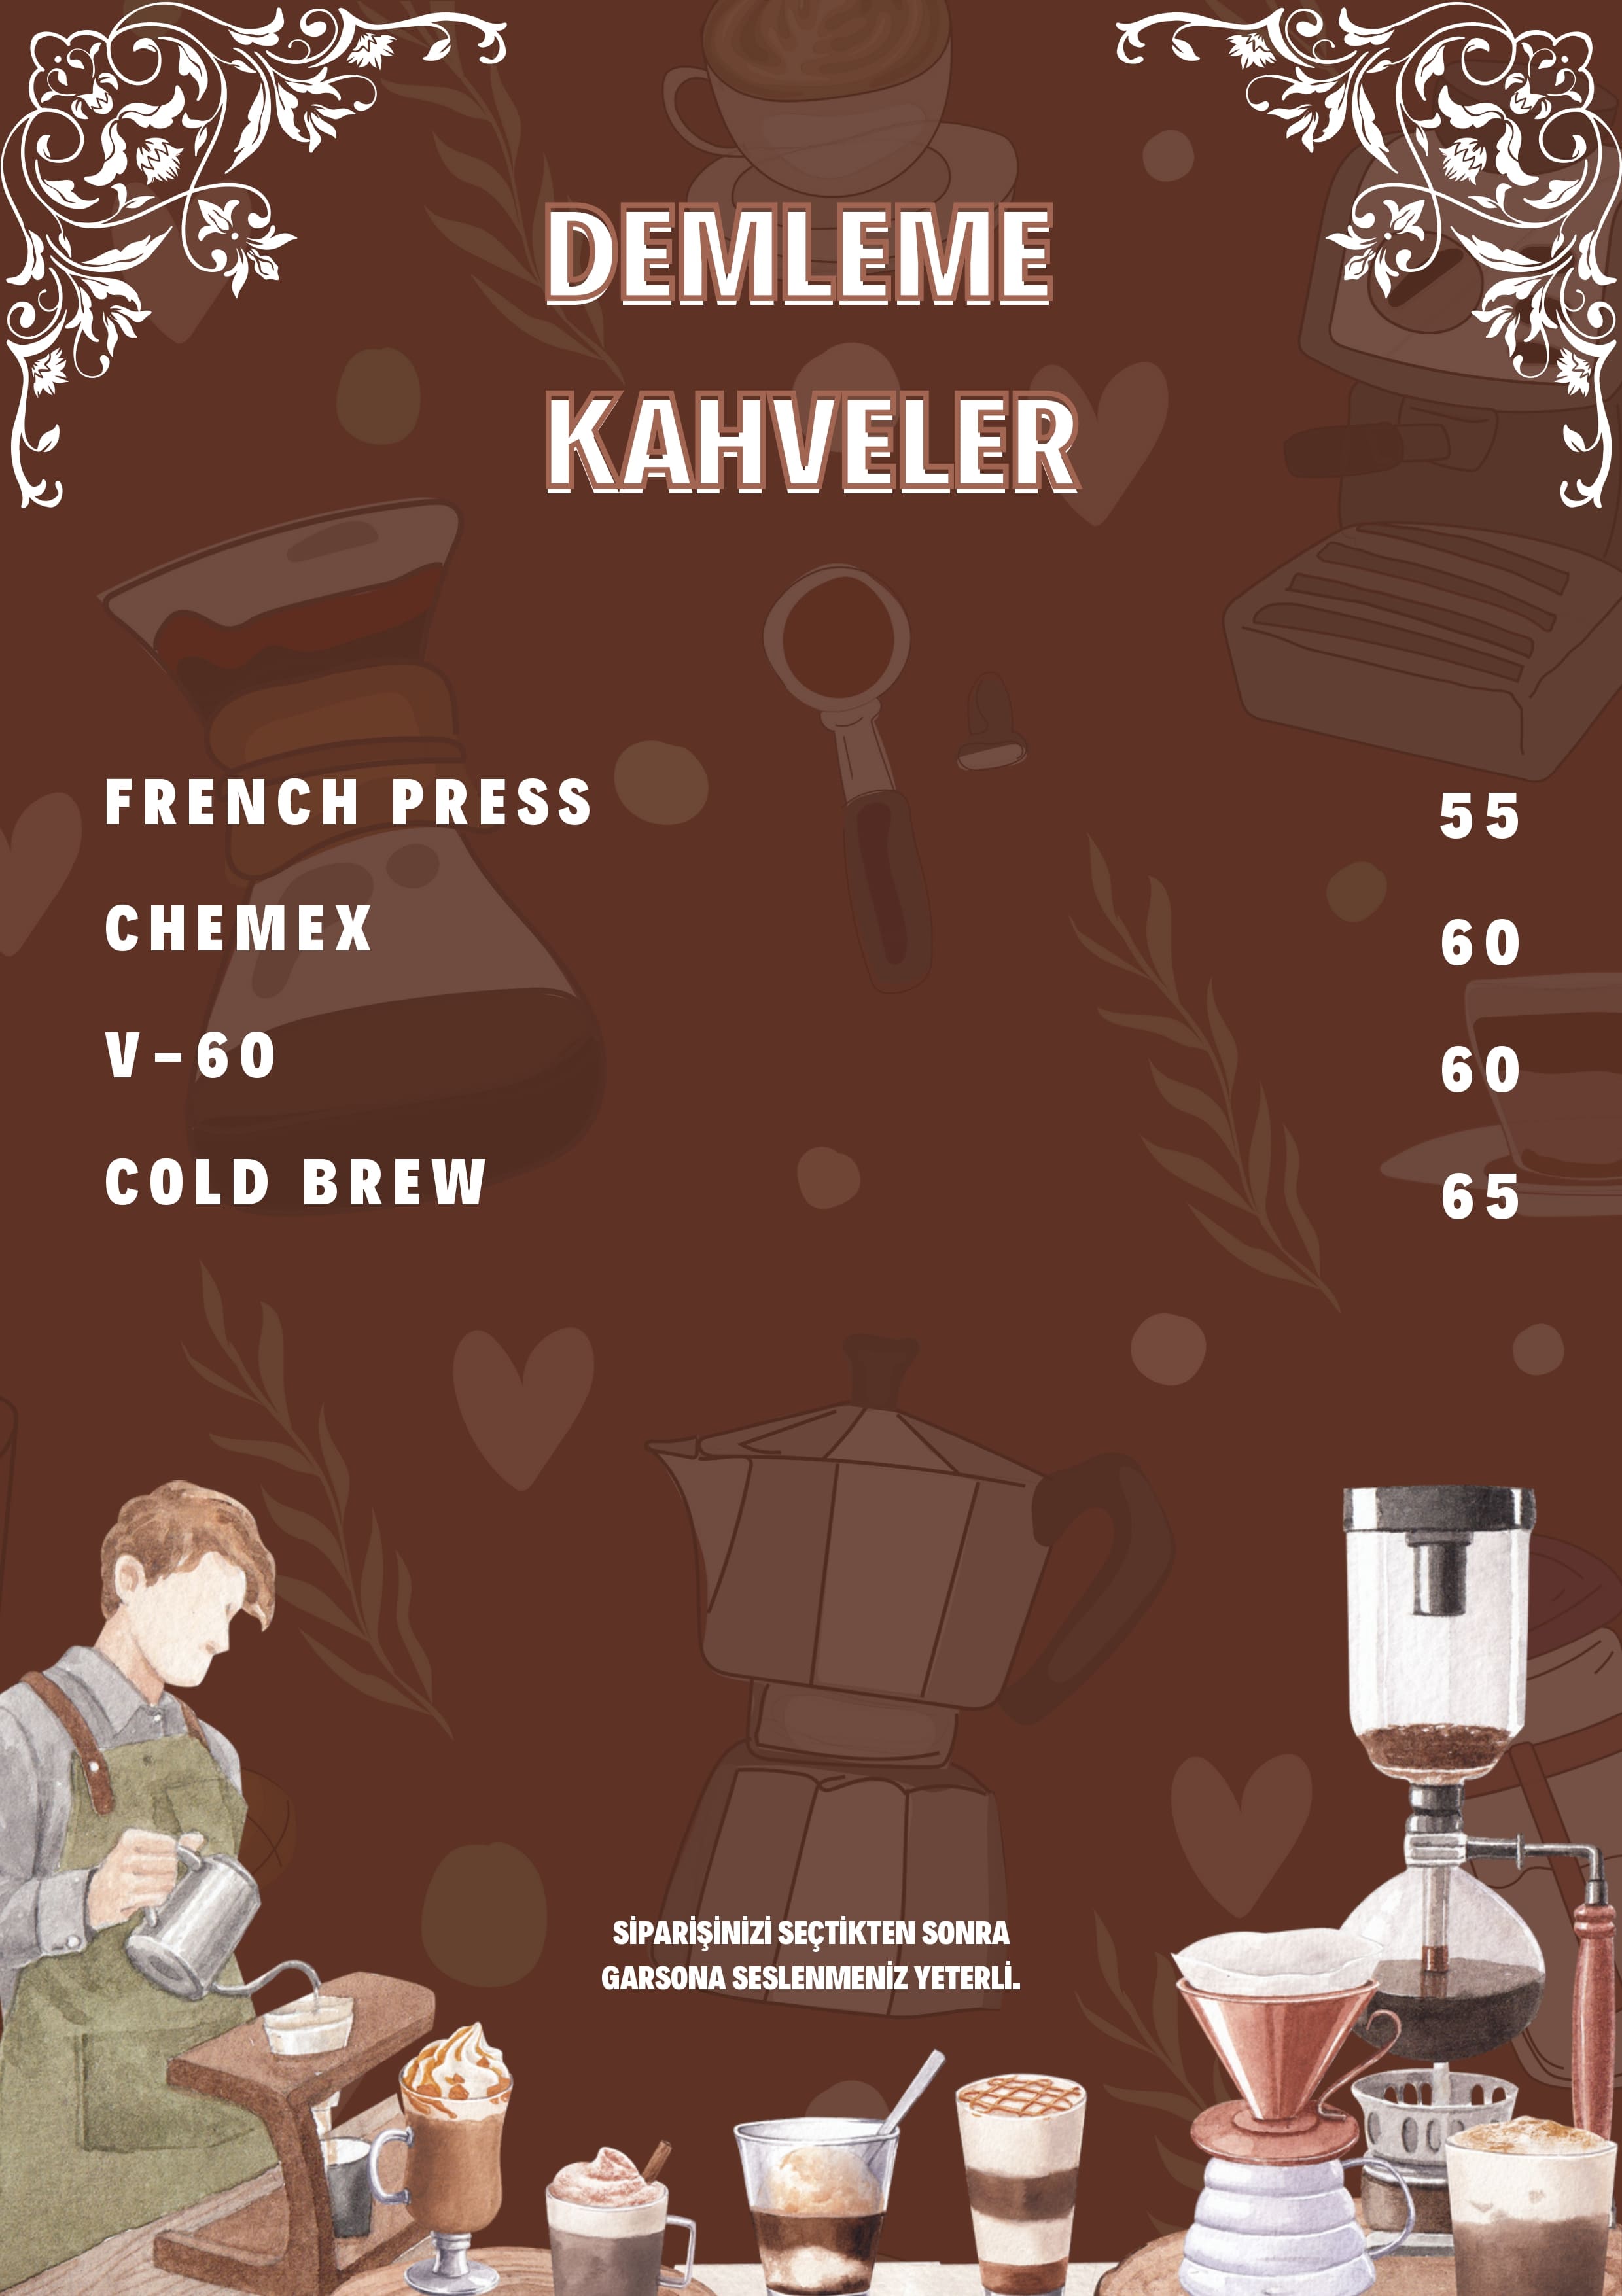 DEMLEME
KAHVELER
FRENCH PRESS 55
CHEMEX 60
V-60 60
COLD BREW 65
SİPARİŞİNİZİ SEÇTİKTEN SONRA
GARSONA SESLENMENİZ YETERLİ.